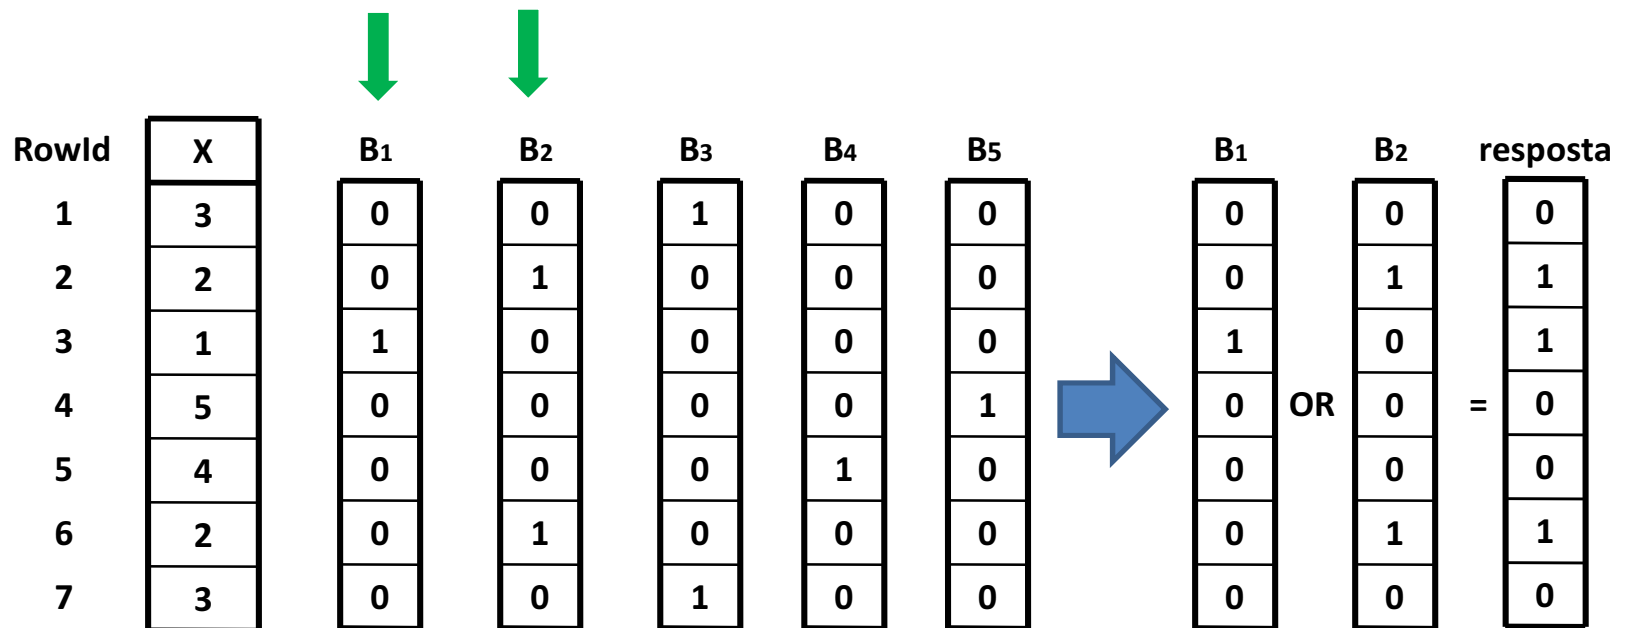 RowId X B1 B2 B3 B4 B5 B1 B2 resposta
1 3 0 0 1 0 0 0 0 0
2 2 0 1 0 0 0 0 1 1
3 1 1 0 0 0 0 1 0 1
4 5 0 0 0 0 1 0 OR 0 = 0
5 4 0 0 0 1 0 0 0 0
6 2 0 1 0 0 0 0 1 1
7 3 0 0 1 0 0 0 0 0